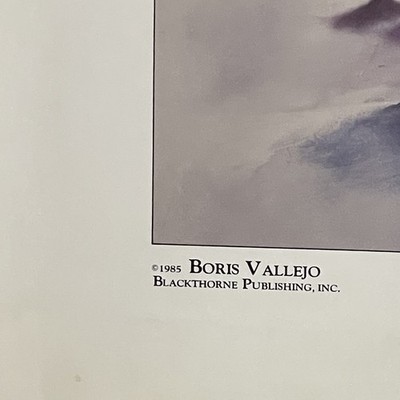 ©1985 Boris Vallejo
Blackthorne Publishing, Inc.